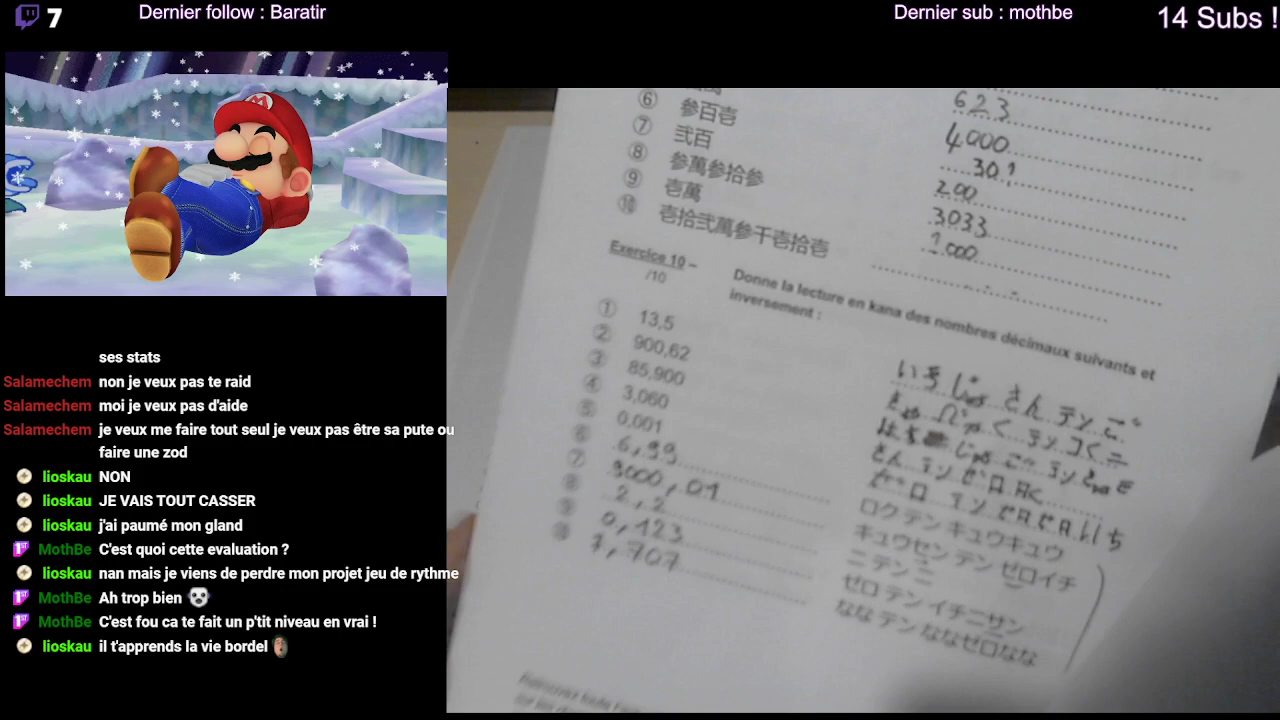 7
Dernier follow : Baratir
Dernier sub : mothbe
14 Subs !
ses stats
Salamechem non je veux pas te raid
Salamechem moi je veux pas d'aide
Salamechem je veux me faire tout seul je veux pas être sa pute ou
faire une zod
lioskau NON
lioskau JE VAIS TOUT CASSER
lioskau j'ai paumé mon gland
MothBe C'est quoi cette evaluation ?
lioskau nan mais je viens de perdre mon projet jeu de rythme
MothBe Ah trop bien
MothBe C'est fou ca te fait un p'tit niveau en vrai !
lioskau il t'apprends la vie bordel
623
⑥ 参百壱 4000
⑦ 弐百 301
⑧ 参萬参拾参 200
⑨ 壱萬 3033
⑩ 壱拾弐萬参千壱拾壱 1000
Exercice 10 –
/10
Donne la lecture en kana des nombres décimaux suivants et
inversement :
① 13,5
② 900,62
③ 85,900
④ 3,060
⑤ 0,001
⑥ 6,99 ロク テン キュウキュウ
⑦ 9000,01 キュウセン テン ゼロイチ
⑧ 2,2 ニ テン ニ
⑨ 0,123 ゼロ テン イチニサン
⑩ 7,707 なな テン ななゼロなな